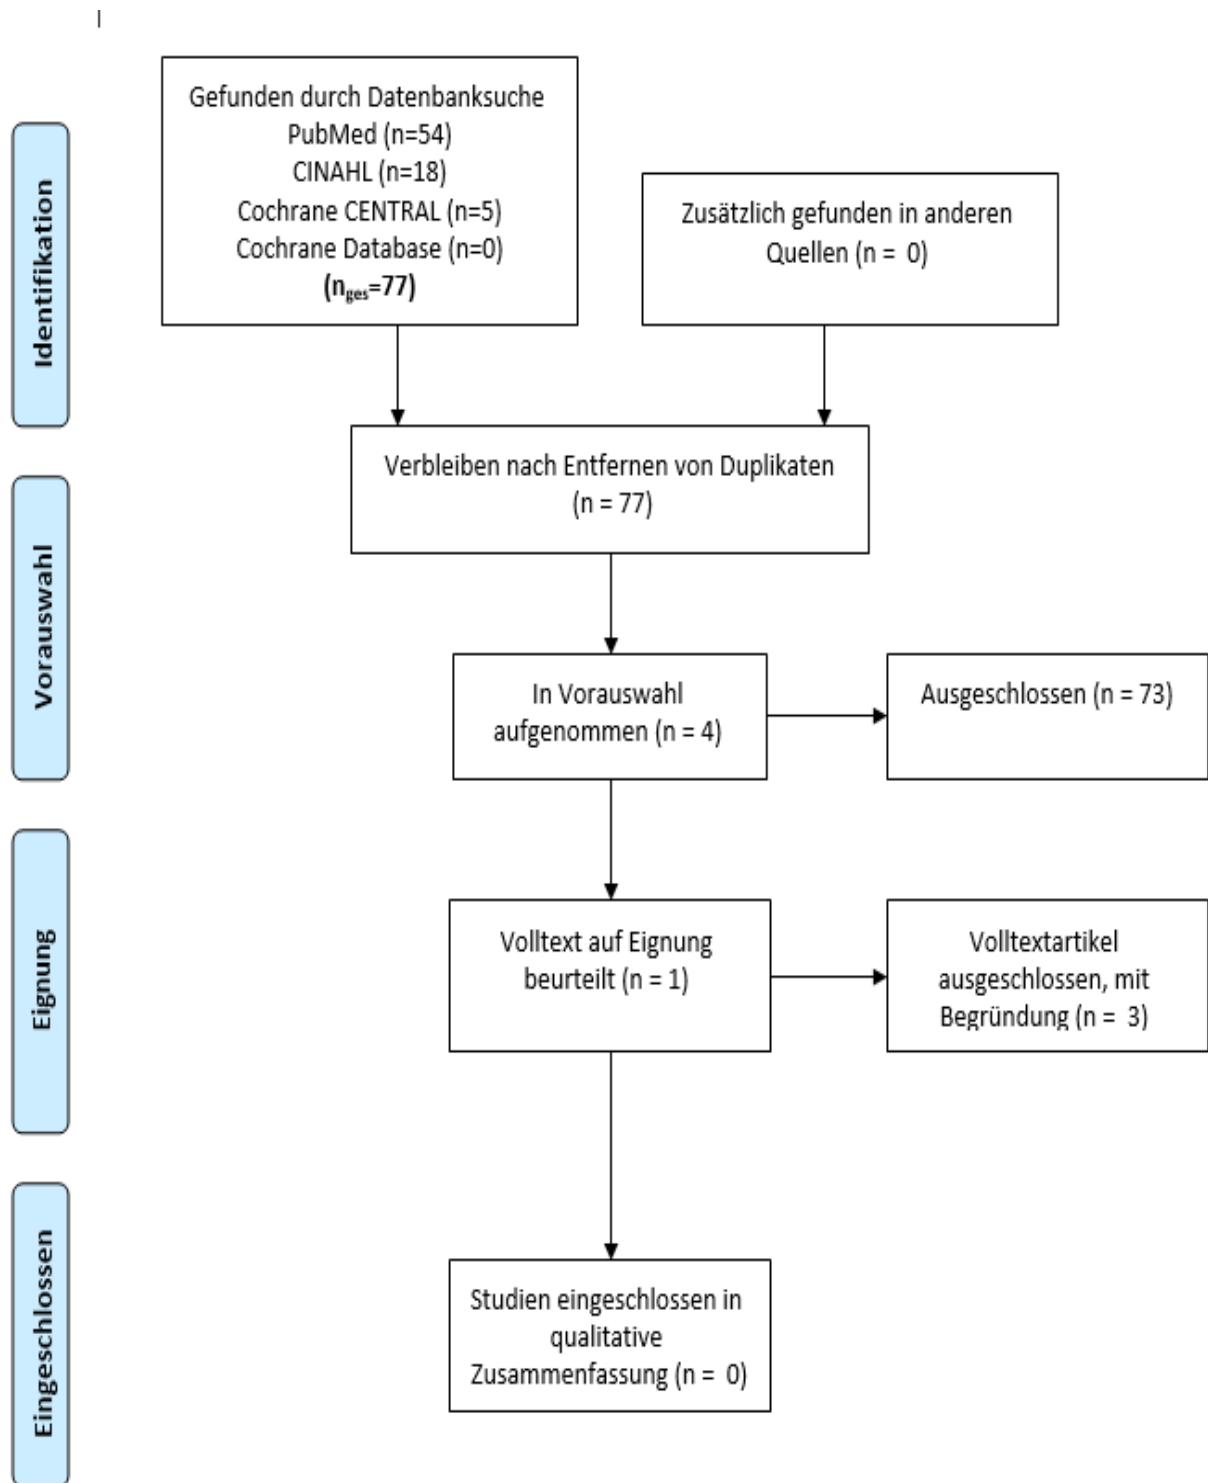 Gefunden durch Datenbanksuche
PubMed (n=54)
CINAHL (n=18)
Cochrane CENTRAL (n=5)
Cochrane Database (n=0)
(nges=77)
Zusätzlich gefunden in anderen
Quellen (n = 0)
Identifikation
Verbleiben nach Entfernen von Duplikaten
(n = 77)
Vorauswahl
In Vorauswahl
aufgenommen (n = 4)
Ausgeschlossen (n = 73)
Eignung
Volltext auf Eignung
beurteilt (n = 1)
Volltextartikel
ausgeschlossen, mit
Begründung (n = 3)
Eingeschlossen
Studien eingeschlossen in
qualitative
Zusammenfassung (n = 0)